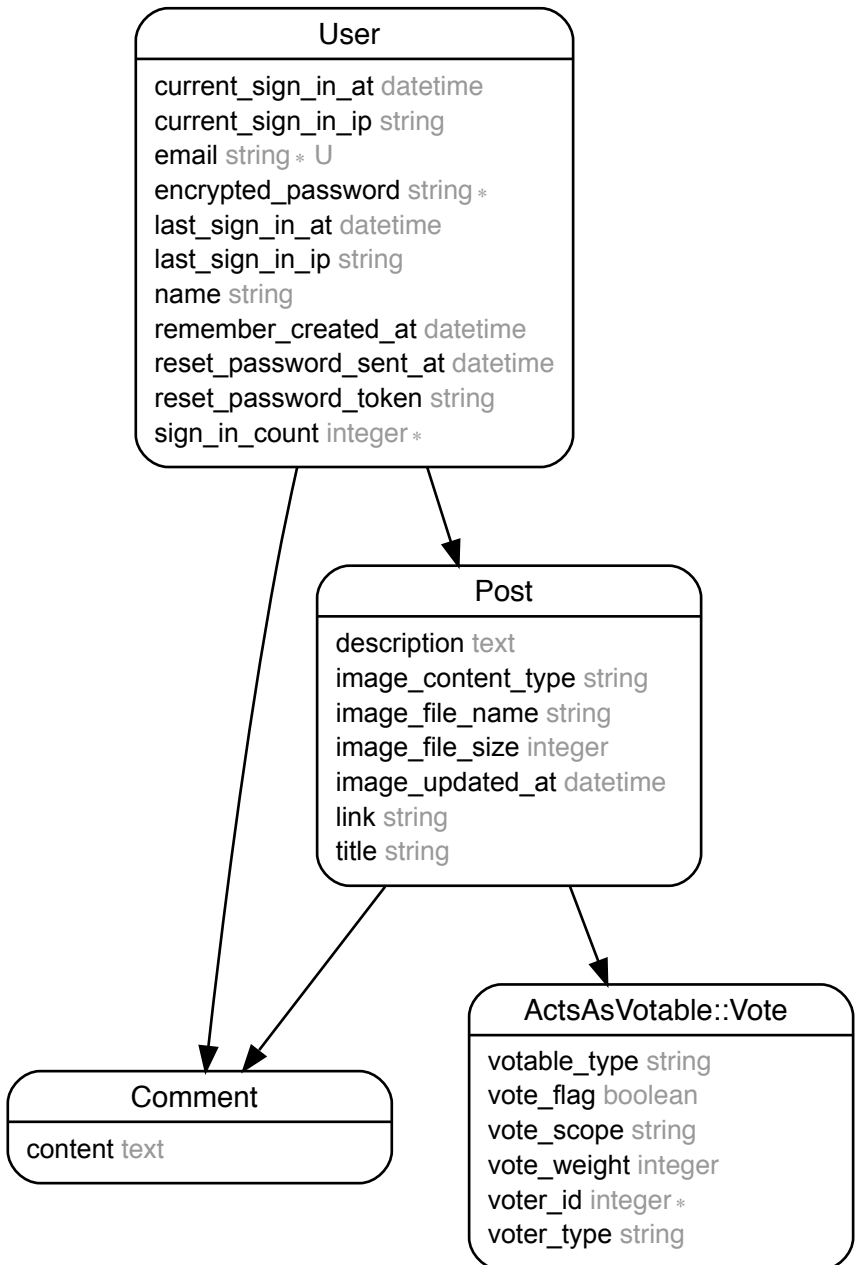 User
current_sign_in_at datetime
current_sign_in_ip string
email string * U
encrypted_password string *
last_sign_in_at datetime
last_sign_in_ip string
name string
remember_created_at datetime
reset_password_sent_at datetime
reset_password_token string
sign_in_count integer *
Post
description text
image_content_type string
image_file_name string
image_file_size integer
image_updated_at datetime
link string
title string
Comment
content text
ActsAsVotable::Vote
votable_type string
vote_flag boolean
vote_scope string
vote_weight integer
voter_id integer *
voter_type string